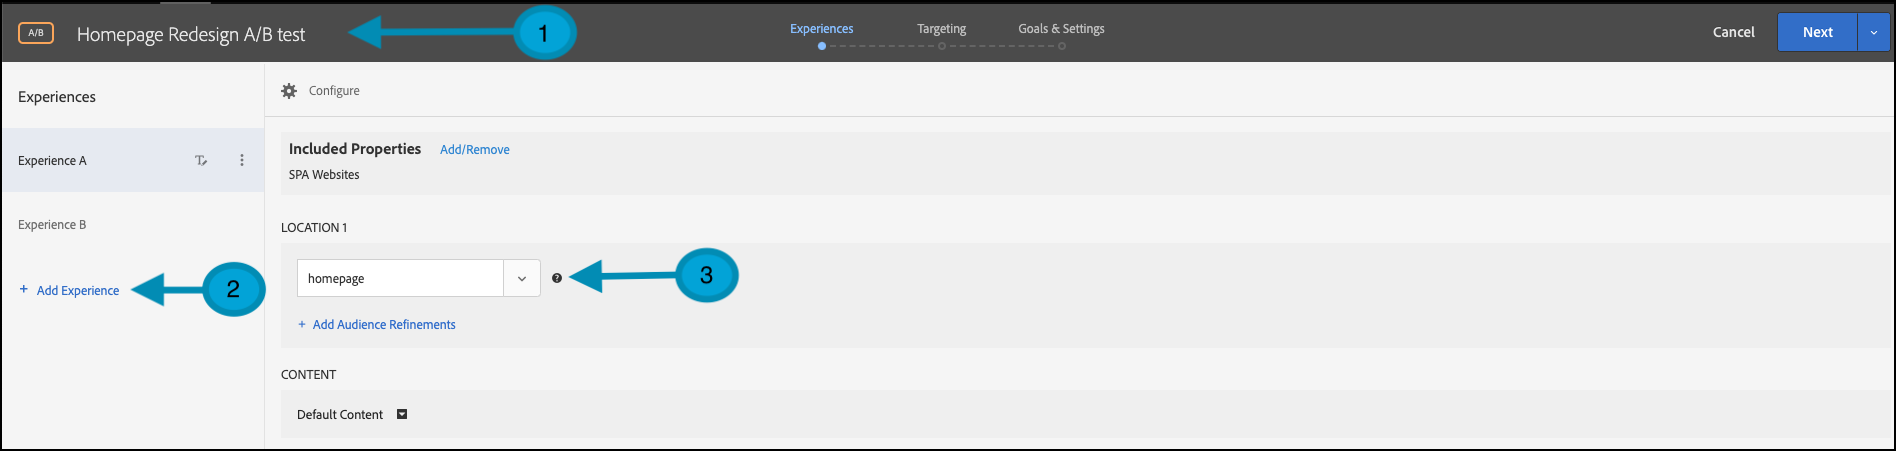 A/B Homepage Redesign A/B test 1 Experiences Targeting Goals & Settings Cancel Next
Experiences
Configure
Experience A
Included Properties Add/Remove
SPA Websites
Experience B
LOCATION 1
+ Add Experience 2
homepage ? 3
+ Add Audience Refinements
CONTENT
Default Content